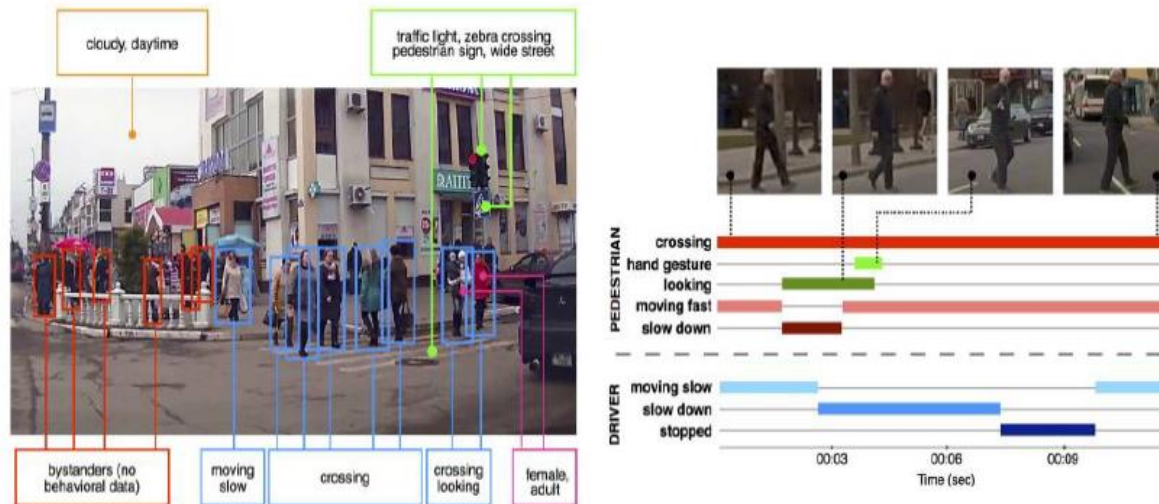 cloudy, daytime
traffic light, zebra crossing
pedestrian sign, wide street
bystanders (no
behavioral data)
moving
slow
crossing
crossing
looking
female,
adult
PEDESTRIAN
crossing
hand gesture
looking
moving fast
slow down
DRIVER
moving slow
slow down
stopped
00:03
00:06
00:09
Time (sec)